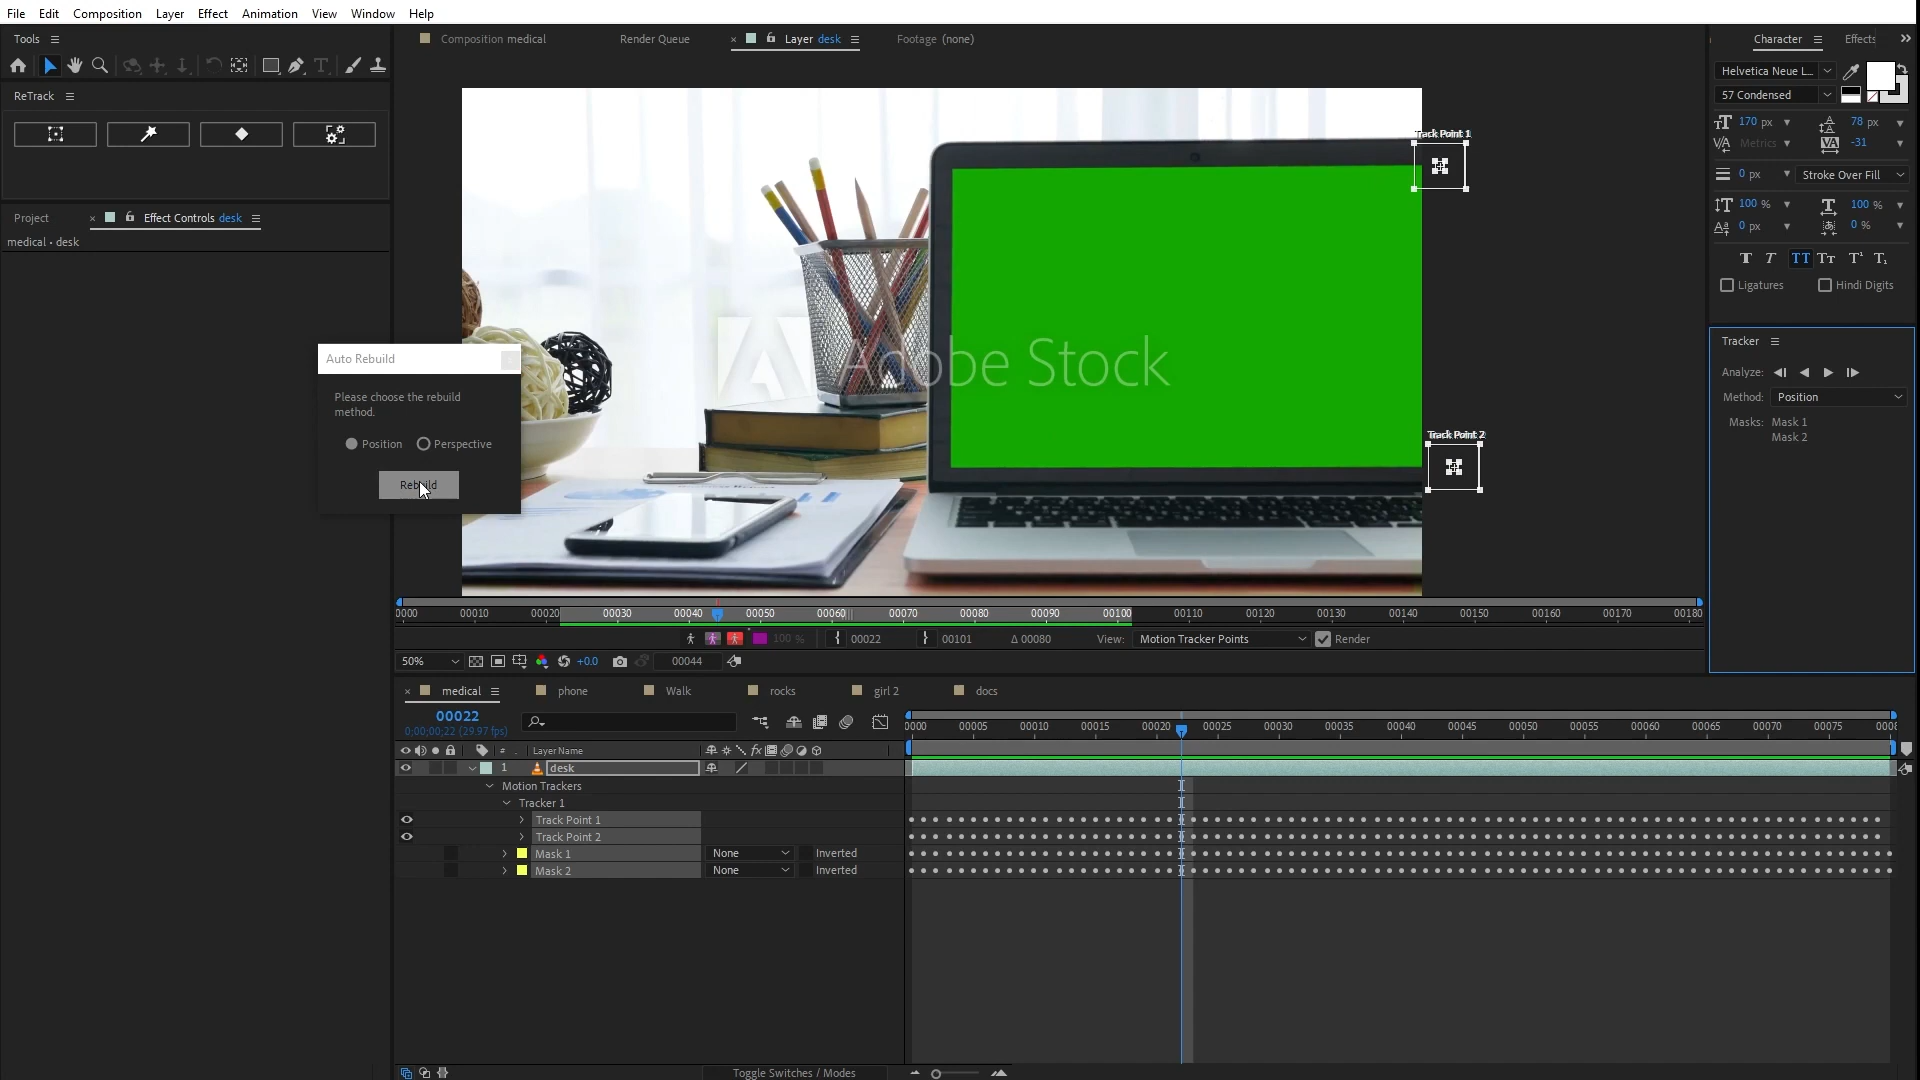 File Edit Composition Layer Effect Animation View Window Help
Tools
Composition medical
Render Queue
Layer desk
Footage (none)
Character
Effects
ReTrack
Helvetica Neue L...
57 Condensed
170 px
78 px
Metrics
-31
0 px
Stroke Over Fill
100 %
100 %
0 px
0 %
Ligatures
Hindi Digits
Project
Effect Controls desk
medical • desk
Track Point 1
Adobe Stock
Track Point 2
Auto Rebuild
Please choose the rebuild
method.
Position
Perspective
Rebuild
Tracker
Analyze:
Method: Position
Masks: Mask 1
Mask 2
0000 00010 00020 00030 00040 00050 00060 00070 00080 00090 00100 00110 00120 00130 00140 00150 00160 00170 00180
100 %
00022
00101
Δ 00080
View: Motion Tracker Points
Render
50%
+0.0
00044
medical
phone
Walk
rocks
girl 2
docs
00022
0;00;00;22 (29.97 fps)
0000 00005 00010 00015 00020 00025 00030 00035 00040 00045 00050 00055 00060 00065 00070 00075 0008
# Layer Name
fx
1 desk
Motion Trackers
Tracker 1
Track Point 1
Track Point 2
Mask 1 None Inverted
Mask 2 None Inverted
Toggle Switches / Modes